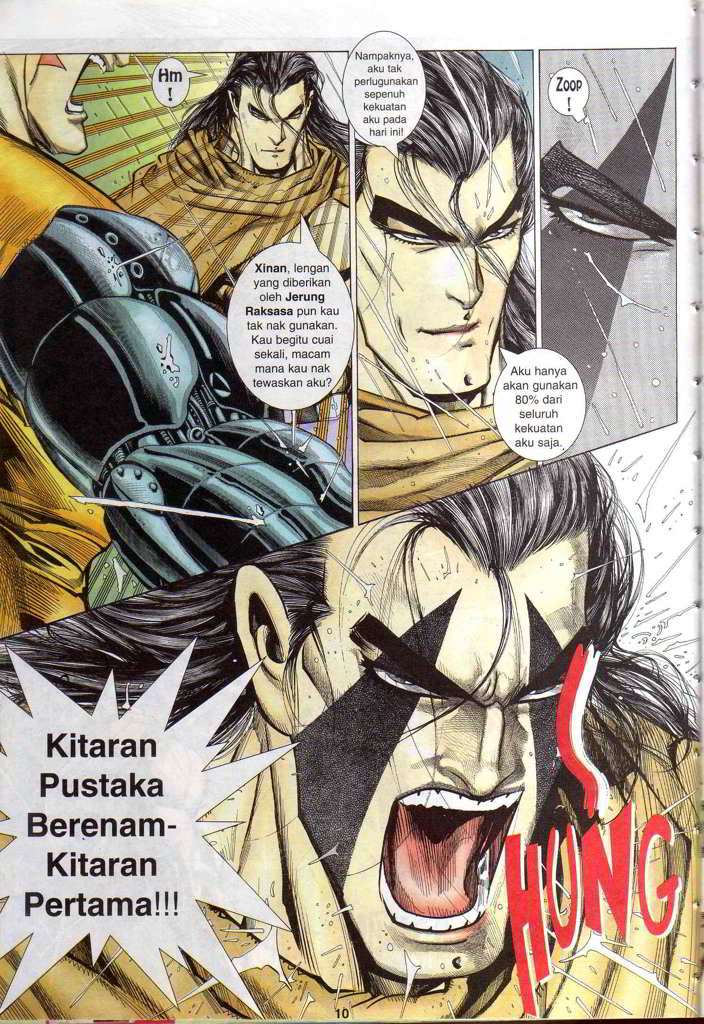 Hm
!
Xinan, lengan
yang diberikan
oleh Jerung
Raksasa pun kau
tak nak gunakan.
Kau begitu cuai
sekali, macam
mana kau nak
tewaskan aku?
Nampaknya,
aku tak
perlugunakan
sepenuh
kekuatan
aku pada
hari ini!
Aku hanya
akan gunakan
80% dari
seluruh
kekuatan
aku saja.
Zoop
!
Kitaran
Pustaka
Berenam-
Kitaran
Pertama!!!
HUNG
10